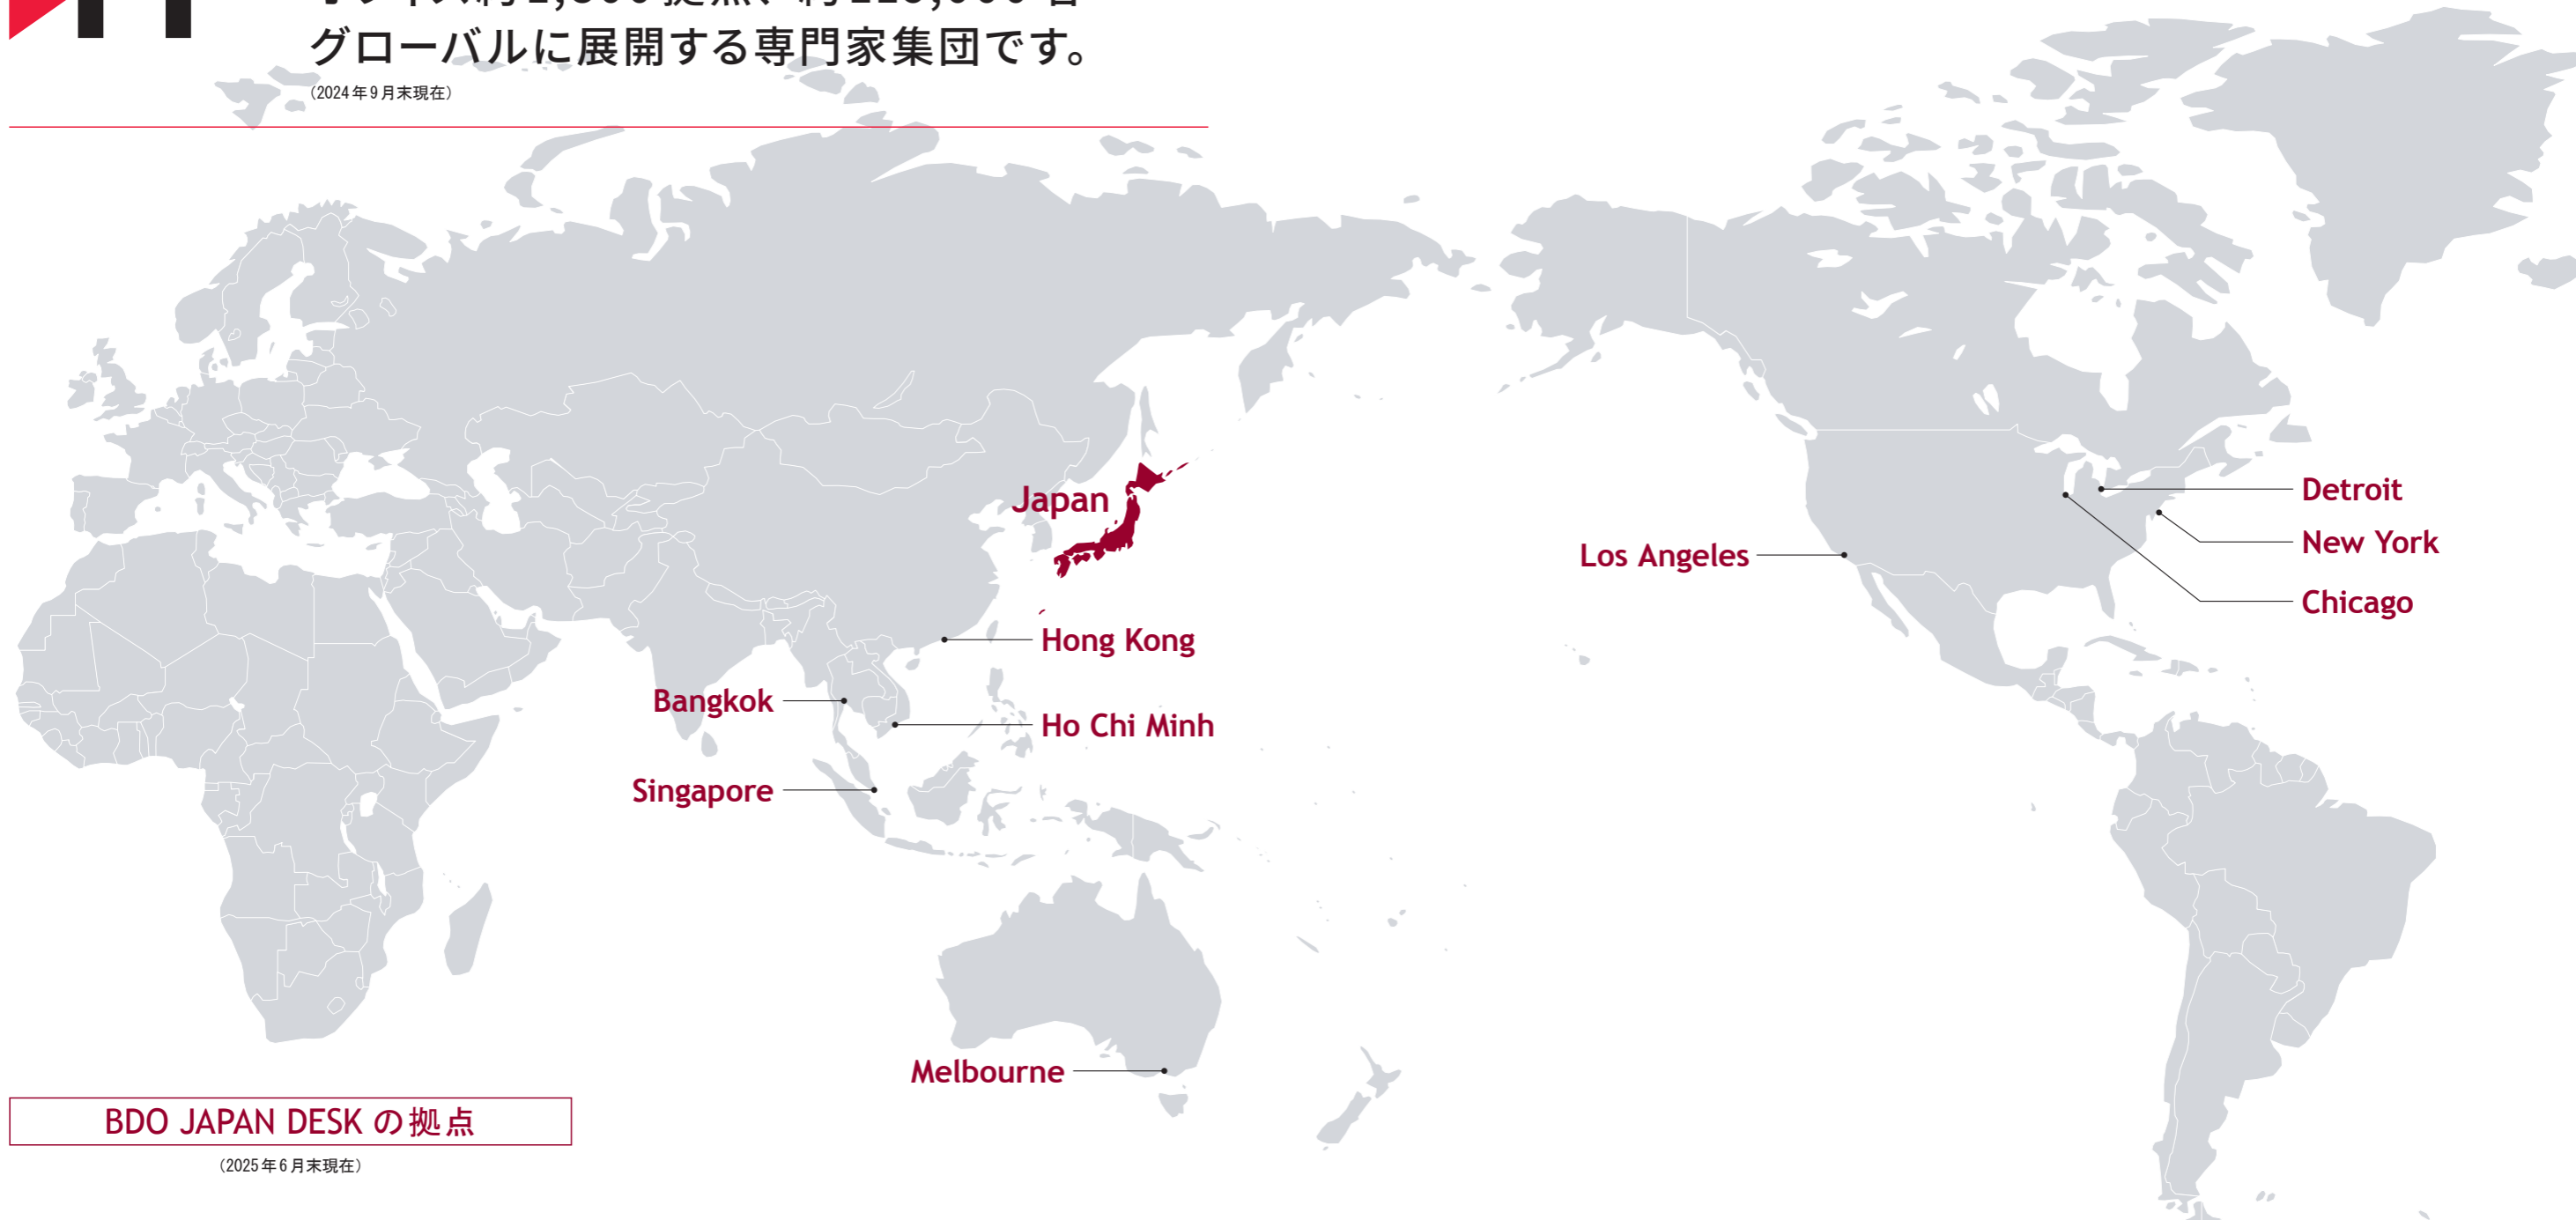 グローバルに展開する専門家集団です。
（2024年9月末現在）
Japan
Detroit
New York
Los Angeles
Chicago
Hong Kong
Bangkok
Ho Chi Minh
Singapore
Melbourne
BDO JAPAN DESK の拠点
（2025年6月末現在）